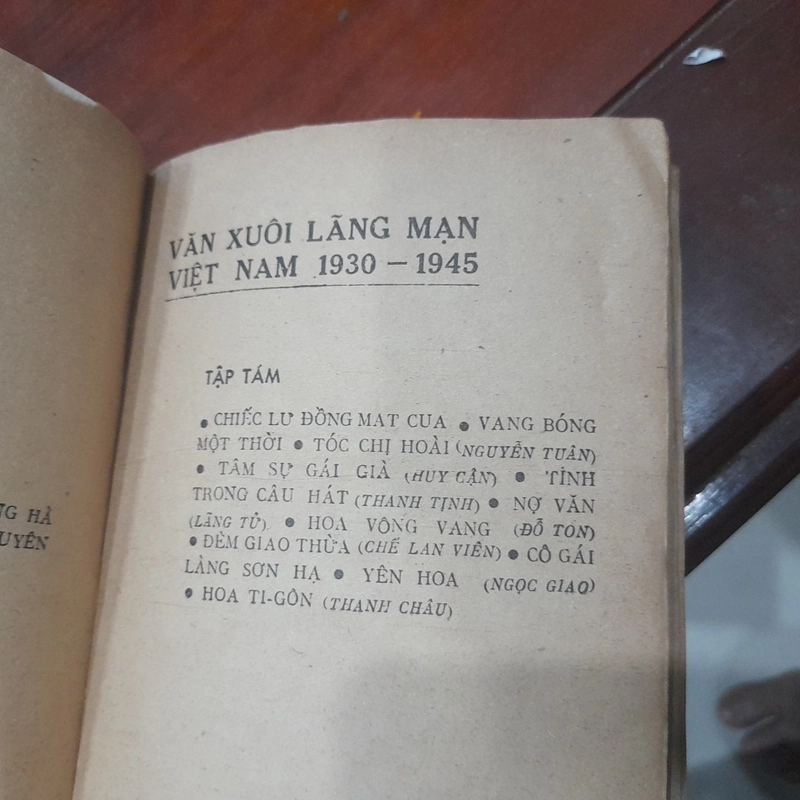 NG HÀ
UYÊN
VĂN XUÔI LÃNG MẠN
VIỆT NAM 1930 – 1945
TẬP TÁM
● CHIẾC LƯ ĐỒNG MẮT CUA ● VANG BÓNG
MỘT THỜI ● TÓC CHỊ HOÀI (NGUYỄN TUÂN)
● TÂM SỰ GÁI GIÀ (HUY CẬN) ● TÌNH
TRONG CÂU HÁT (THANH TỊNH) ● NỢ VĂN
(LÃNG TỬ) ● HOA VÔNG VANG (ĐỖ TỐN)
● ĐÊM GIAO THỪA (CHẾ LAN VIÊN) ● CÔ GÁI
LÀNG SƠN HẠ ● YÊN HOA (NGỌC GIAO)
● HOA TI-GÔN (THANH CHÂU)